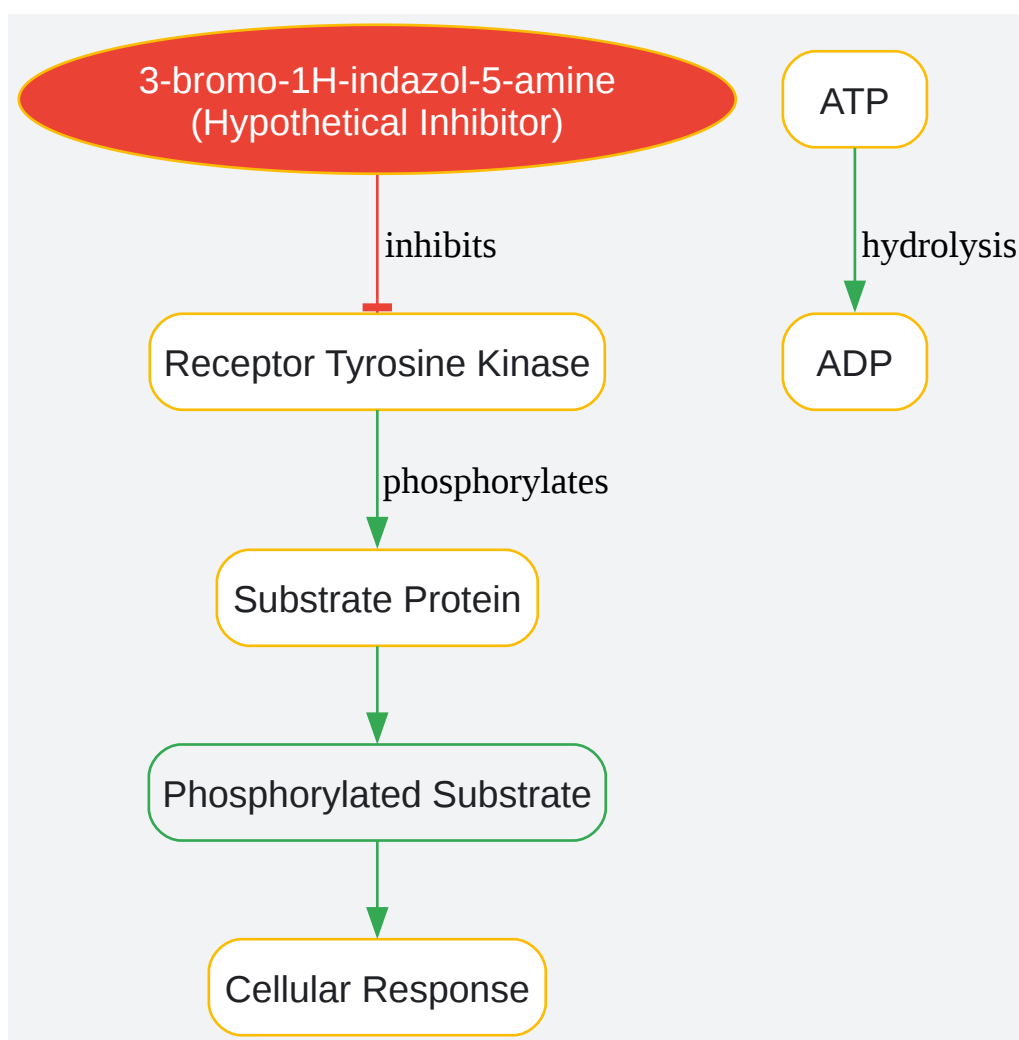 3-bromo-1H-indazol-5-amine
(Hypothetical Inhibitor)
ATP
inhibits
hydrolysis
Receptor Tyrosine Kinase
ADP
phosphorylates
Substrate Protein
Phosphorylated Substrate
Cellular Response